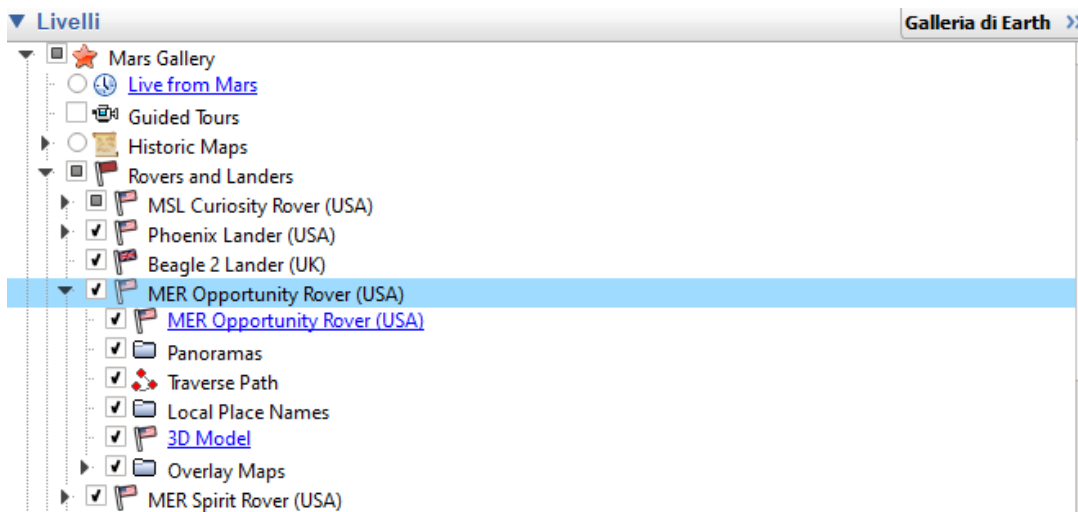 Livelli Galleria di Earth
Mars Gallery
Live from Mars
Guided Tours
Historic Maps
Rovers and Landers
MSL Curiosity Rover (USA)
Phoenix Lander (USA)
Beagle 2 Lander (UK)
MER Opportunity Rover (USA)
MER Opportunity Rover (USA)
Panoramas
Traverse Path
Local Place Names
3D Model
Overlay Maps
MER Spirit Rover (USA)